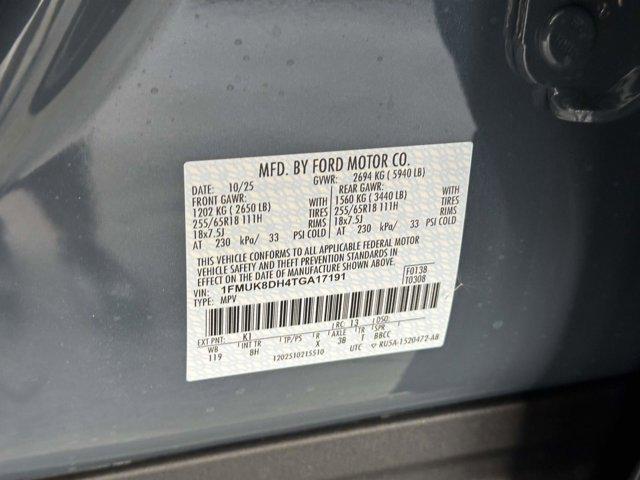 MFD. BY FORD MOTOR CO.
DATE: 10/25 GVWR: 2694 KG ( 5940 LB)
FRONT GAWR: REAR GAWR:
1202 KG ( 2650 LB) WITH 1560 KG ( 3440 LB) WITH
255/65R18 111H TIRES 255/65R18 111H TIRES
18x7.5J RIMS 18x7.5J RIMS
AT 230 kPa/ 33 PSI COLD AT 230 kPa/ 33 PSI COLD
THIS VEHICLE CONFORMS TO ALL APPLICABLE FEDERAL MOTOR
VEHICLE SAFETY AND THEFT PREVENTION STANDARDS IN EFFECT
ON THE DATE OF MANUFACTURE SHOWN ABOVE.
VIN: 1FMUK8DH4TGA17191 F0138
TYPE: MPV T0308
EXT PNT: K1 RC: 13 DSO:
WB INT TR TP/PS R AXLE TR SPR
119 8H X 3B T BBCC
1202510215510 UTC ▽ RU5A-1520472-AB